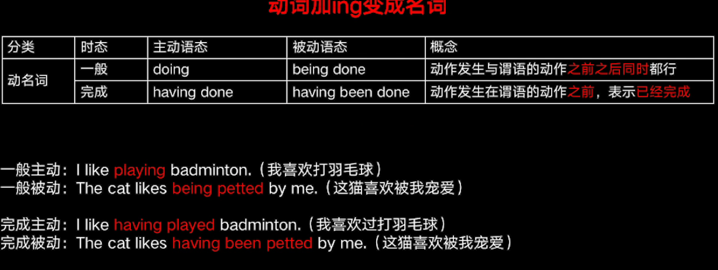 动词加ing变成名词
分类 时态 主动语态 被动语态 概念
动名词 一般 doing being done 动作发生与谓语的动作之前之后同时都行
完成 having done having been done 动作发生在谓语的动作之前，表示已经完成
一般主动：I like playing badminton.（我喜欢打羽毛球）
一般被动：The cat likes being petted by me.（这猫喜欢被我宠爱）
完成主动：I like having played badminton.（我喜欢过打羽毛球）
完成被动：The cat likes having been petted by me.（这猫喜欢被我宠爱）